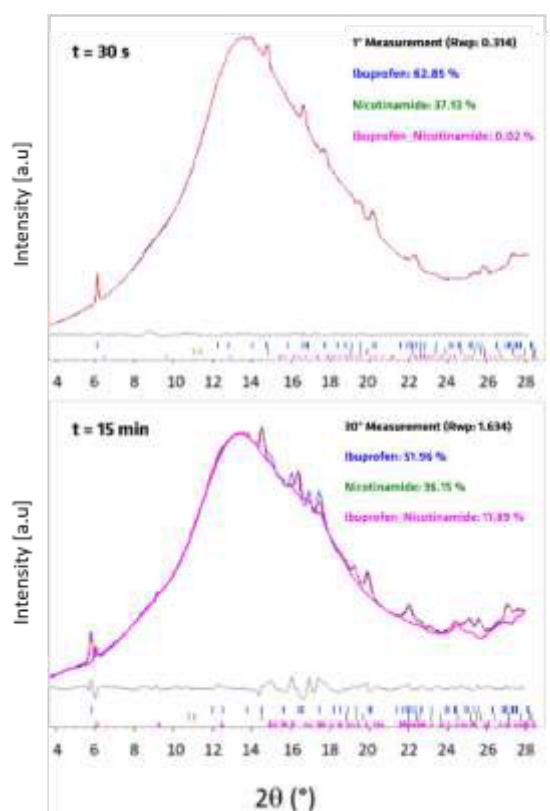 t = 30 s
1° Measurement (Rwp: 0.314)
Ibuprofen: 62.85 %
Nicotinamide: 37.13 %
Ibuprofen_Nicotinamide: 0.02 %
Intensity [a.u]
4 6 8 10 12 14 16 18 20 22 24 26 28
t = 15 min
30° Measurement (Rwp: 1.634)
Ibuprofen: 51.96 %
Nicotinamide: 36.15 %
Ibuprofen_Nicotinamide: 11.89 %
Intensity [a.u]
4 6 8 10 12 14 16 18 20 22 24 26 28
2θ (°)